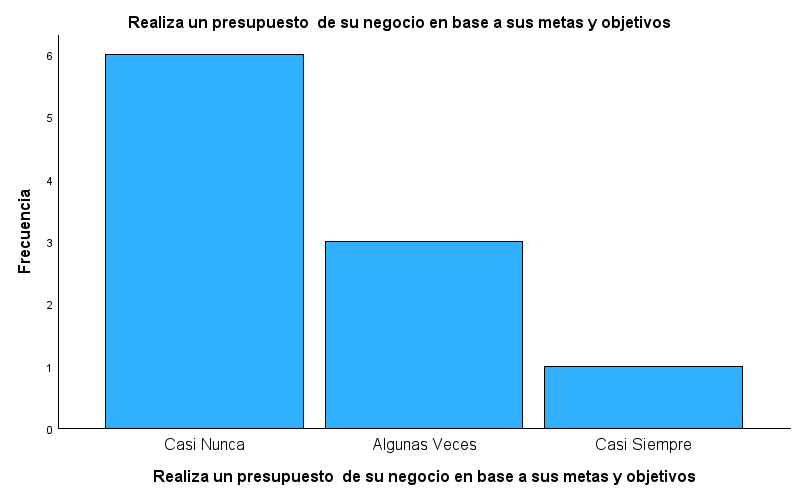 Realiza un presupuesto  de su negocio en base a sus metas y objetivos
Frecuencia
6
5
4
3
2
1
0
Casi Nunca
Algunas Veces
Casi Siempre
Realiza un presupuesto  de su negocio en base a sus metas y objetivos